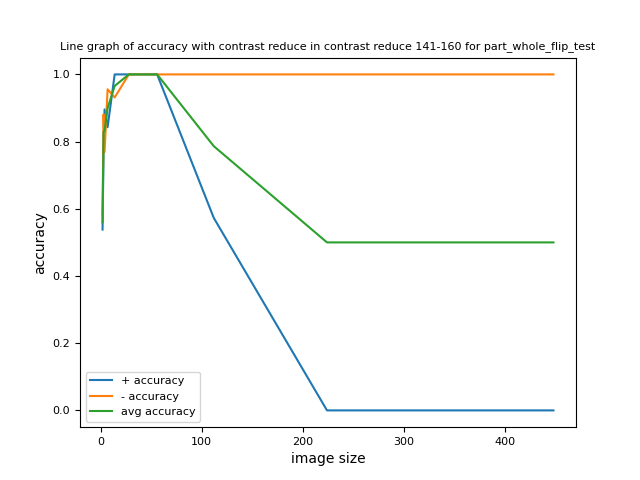 Line graph of accuracy with contrast reduce in contrast reduce 141-160 for part_whole_flip_test
1.0
0.8
0.6
0.4
0.2
0.0
accuracy
+ accuracy
- accuracy
avg accuracy
0 100 200 300 400
image size